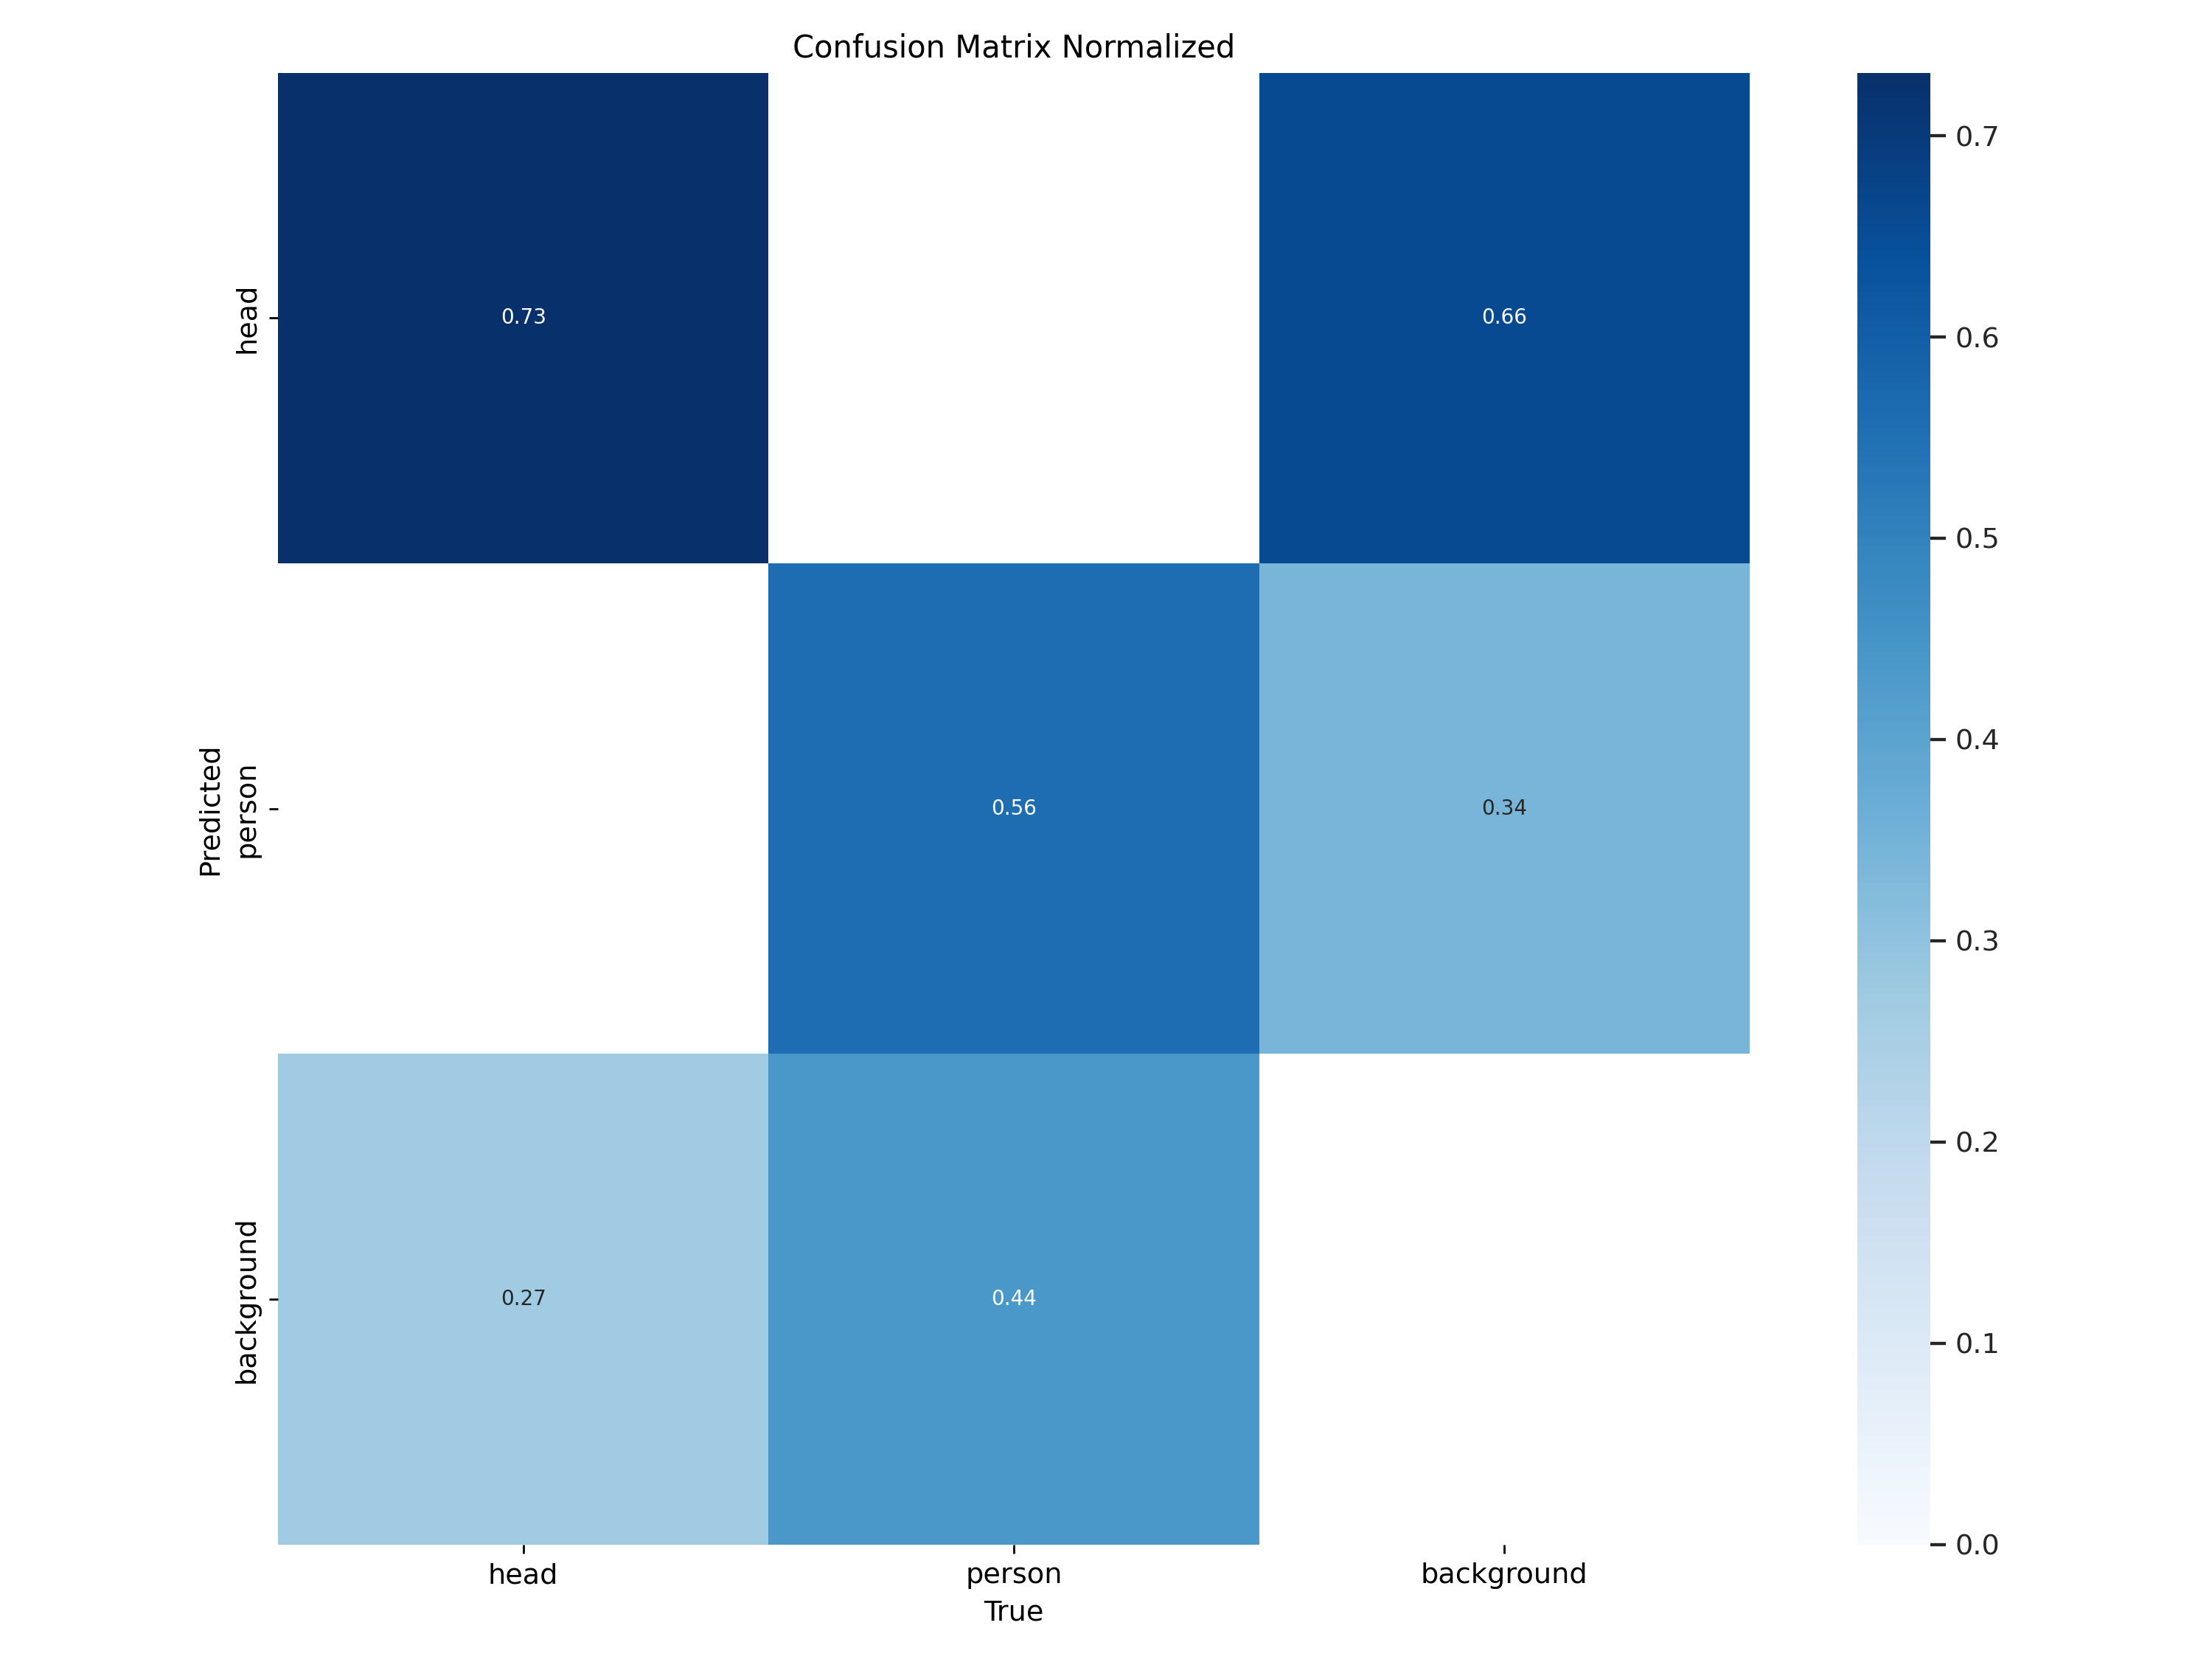 Confusion Matrix Normalized
head
person
background
Predicted
0.73
0.66
0.56
0.34
0.27
0.44
head
person
background
True
0.7
0.6
0.5
0.4
0.3
0.2
0.1
0.0